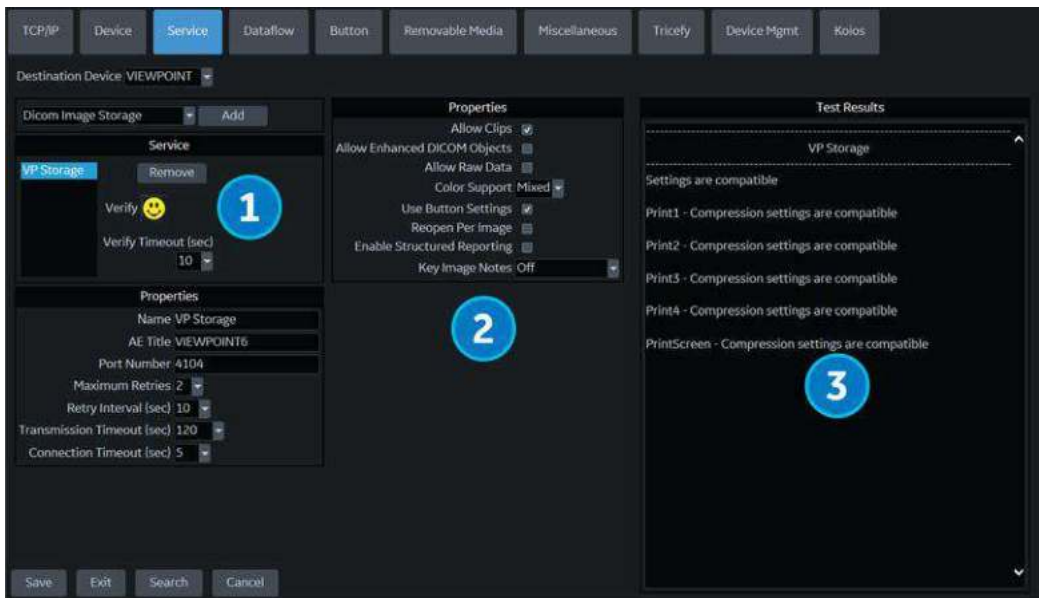 TCP/IP Device Service Dataflow Button Removable Media Miscellaneous Tricefy Device Mgmt Koios
Destination Device VIEWPOINT
Dicom Image Storage Add
Service
VP Storage Remove
1
Verify
Verify Timeout (sec)
10
Properties
Name VP Storage
AE Title VIEWPOINT6
Port Number 4104
Maximum Retries 2
Retry Interval (sec) 10
Transmission Timeout (sec) 120
Connection Timeout (sec) 5
Properties
Allow Clips
Allow Enhanced DICOM Objects
Allow Raw Data
Color Support Mixed
Use Button Settings
Reopen Per Image
Enable Structured Reporting
Key Image Notes Off
2
Test Results
VP Storage
Settings are compatible
Print1 - Compression settings are compatible
Print2 - Compression settings are compatible
Print3 - Compression settings are compatible
Print4 - Compression settings are compatible
PrintScreen - Compression settings are compatible
3
Save Exit Search Cancel